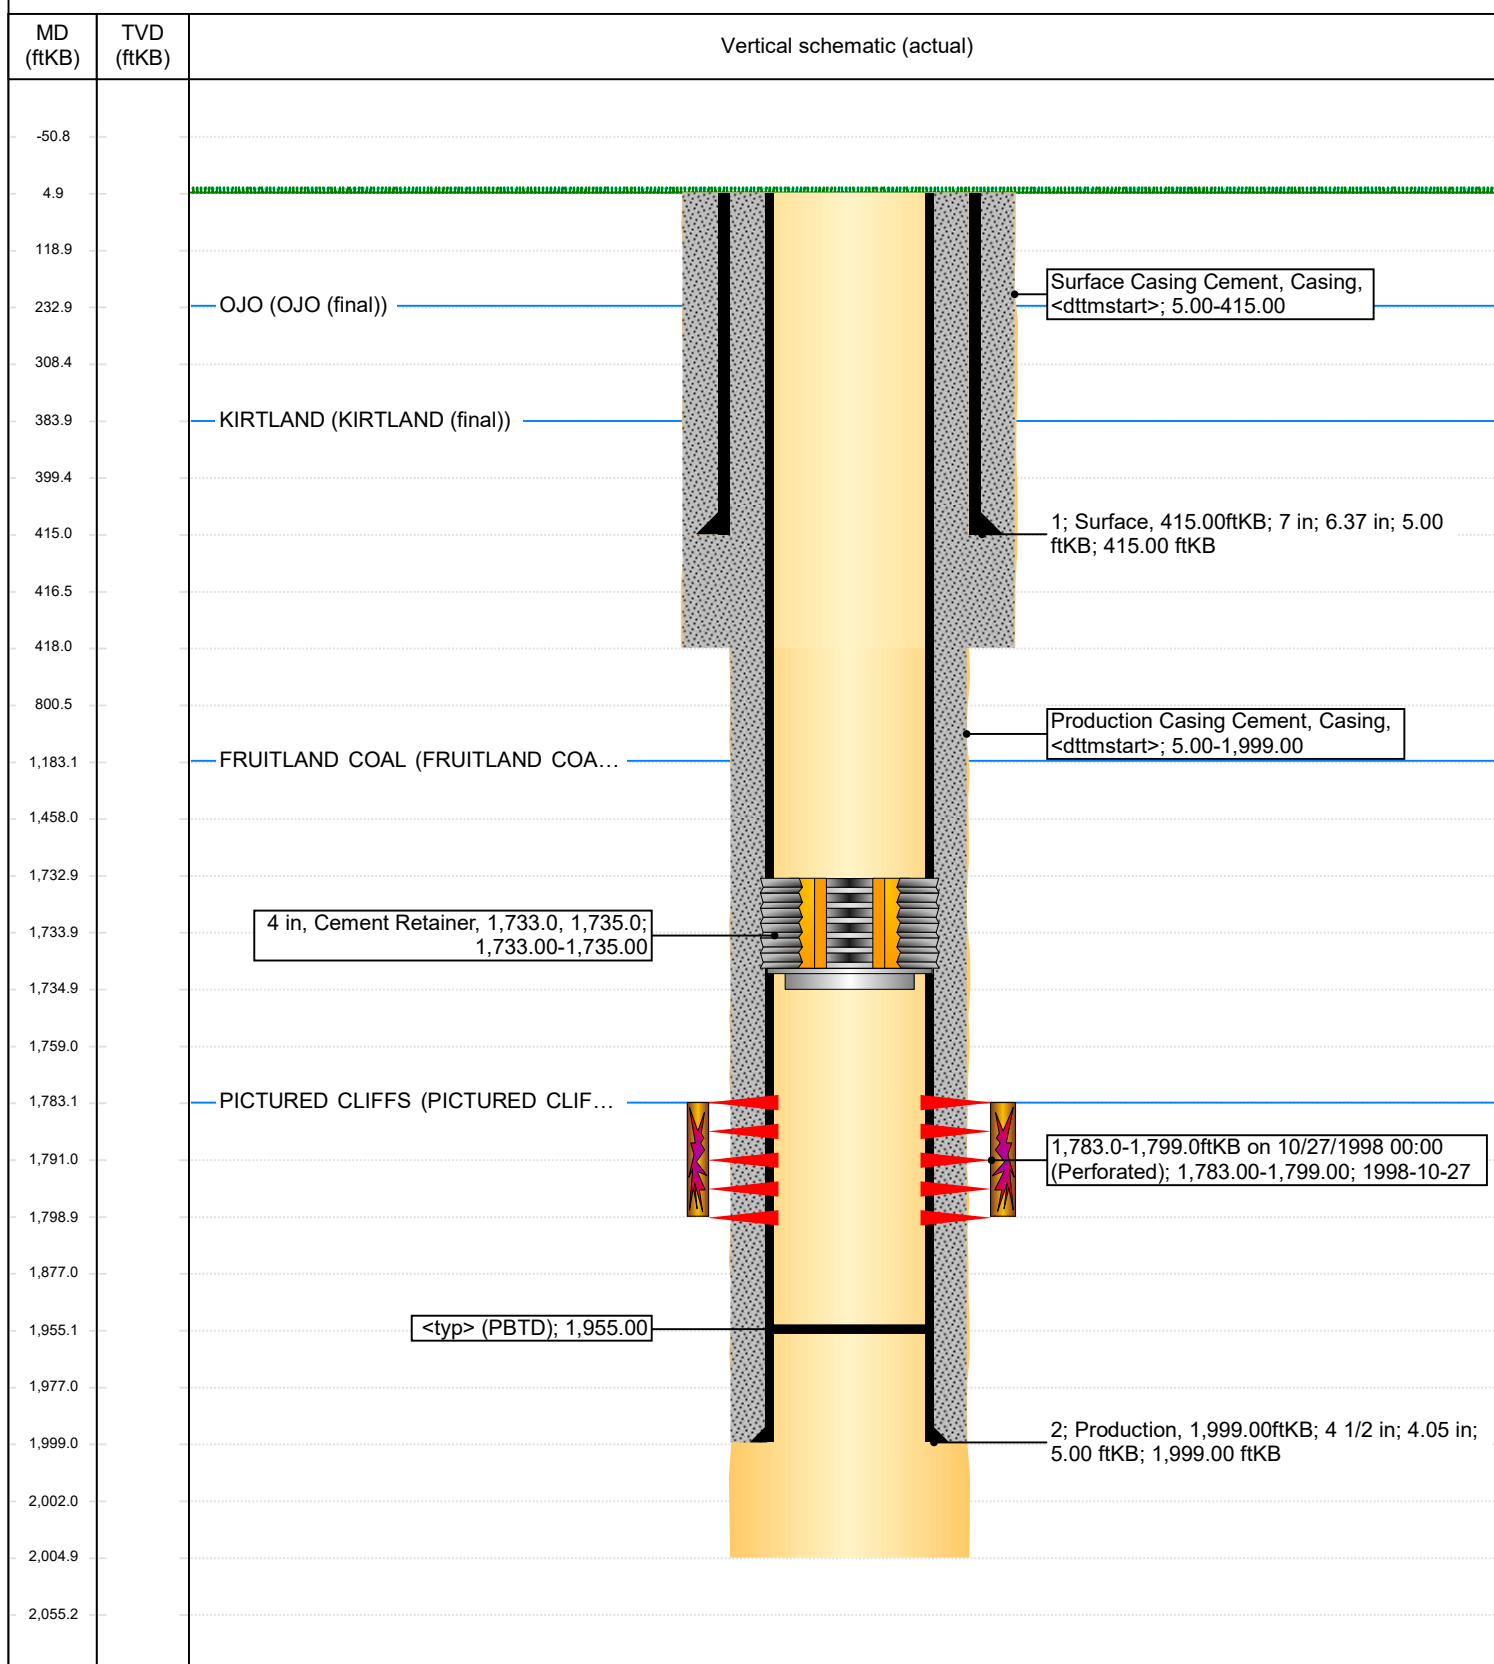 MD
(ftKB)
TVD
(ftKB)
Vertical schematic (actual)
-50.8
4.9
118.9
232.9
308.4
383.9
399.4
415.0
416.5
418.0
800.5
1,183.1
1,458.0
1,732.9
1,733.9
1,734.9
1,759.0
1,783.1
1,791.0
1,798.9
1,877.0
1,955.1
1,977.0
1,999.0
2,002.0
2,004.9
2,055.2
Surface Casing Cement, Casing,
<dttmstart>; 5.00-415.00
OJO (OJO (final))
KIRTLAND (KIRTLAND (final))
1; Surface, 415.00ftKB; 7 in; 6.37 in; 5.00
ftKB; 415.00 ftKB
Production Casing Cement, Casing,
<dttmstart>; 5.00-1,999.00
FRUITLAND COAL (FRUITLAND COA...
4 in, Cement Retainer, 1,733.0, 1,735.0;
1,733.00-1,735.00
PICTURED CLIFFS (PICTURED CLIF...
1,783.0-1,799.0ftKB on 10/27/1998 00:00
(Perforated); 1,783.00-1,799.00; 1998-10-27
<typ> (PBTD); 1,955.00
2; Production, 1,999.00ftKB; 4 1/2 in; 4.05 in;
5.00 ftKB; 1,999.00 ftKB